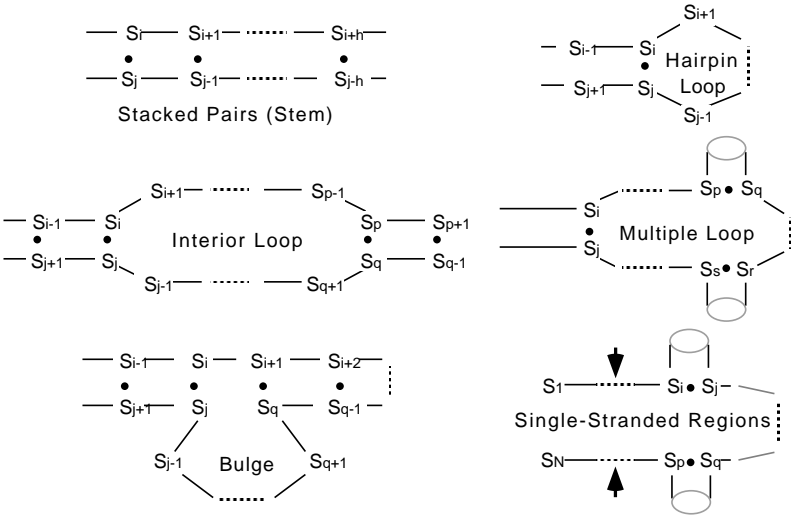 Si Si+1 Si+h
Sj Sj-1 Sj-h
Stacked Pairs (Stem)
Si+1
Si-1 Si
Hairpin
Loop
Sj+1 Sj
Sj-1
Si+1 Sp-1
Si-1 Si Sp Sp+1
Interior Loop
Sj+1 Sj Sq Sq-1
Sj-1 Sq+1
Sp Sq
Si
Multiple Loop
Sj
Ss Sr
Si-1 Si Si+1 Si+2
Sj+1 Sj Sq Sq-1
Sj-1 Bulge Sq+1
S1 Si Sj
Single-Stranded Regions
SN Sp Sq